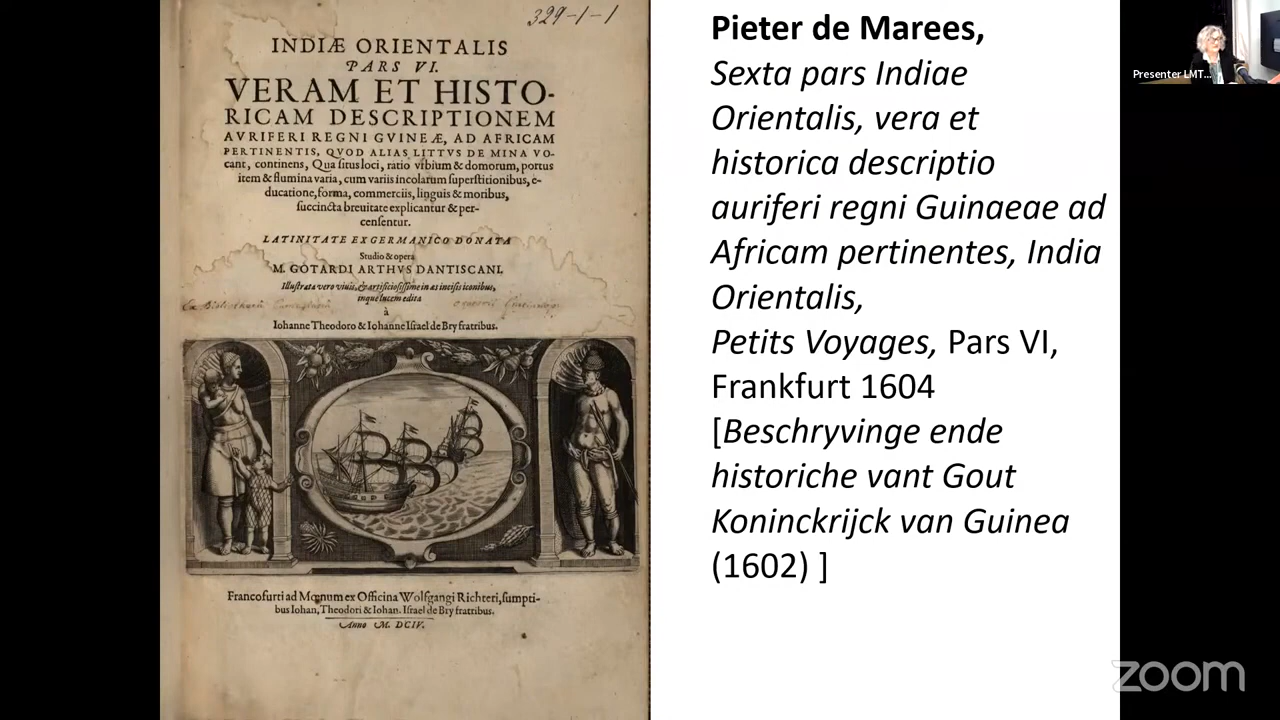 329-1-1
INDIÆ ORIENTALIS
PARS VI.
VERAM ET HISTO-
RICAM DESCRIPTIONEM
AVRIFERI REGNI GVINEÆ, AD AFRICAM
PERTINENTIS, QVOD ALIAS LITTVS DE MINA VO-
cant, continens, Qua situs loci, ratio vrbium & domorum, portus
item & flumina varia, cum variis incolarum superstitionibus, e-
ducatione, forma, commerciis, linguis & moribus,
succincta breuitate explicantur & per-
censentur.
LATINITATE EX GERMANICO DONATA
Studio & opera
M. GOTARDI ARTHVS DANTISCANI.
Illustrata vero viuis, & artificiosissime in æs incisis iconibus,
inque lucem edita
à
Iohanne Theodoro & Iohanne Israel de Bry fratribus.
Francofurti ad Mœnum ex Officina Wolfgangi Richteri, sumpti-
bus Iohan, Theodori & Iohan. Israel de Bry fratribus.
Anno M. DCIV.
Pieter de Marees,
Sexta pars Indiae
Orientalis, vera et
historica descriptio
auriferi regni Guinaeae ad
Africam pertinentes, India
Orientalis,
Petits Voyages, Pars VI,
Frankfurt 1604
[Beschryvinge ende
historiche vant Gout
Koninckrijck van Guinea
(1602) ]
Presenter LMT...
zoom